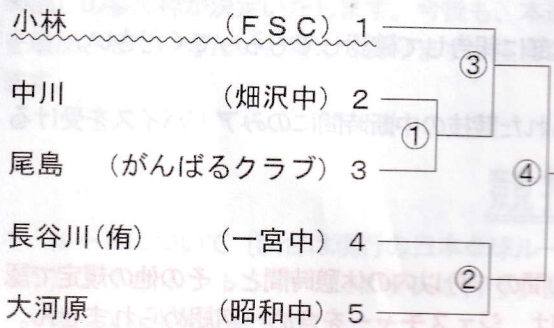 小林 （ＦＳＣ） 1
③
中川 （畑沢中） 2
①
尾島 （がんばるクラブ） 3
④
長谷川(侑) （一宮中） 4
②
大河原 （昭和中） 5